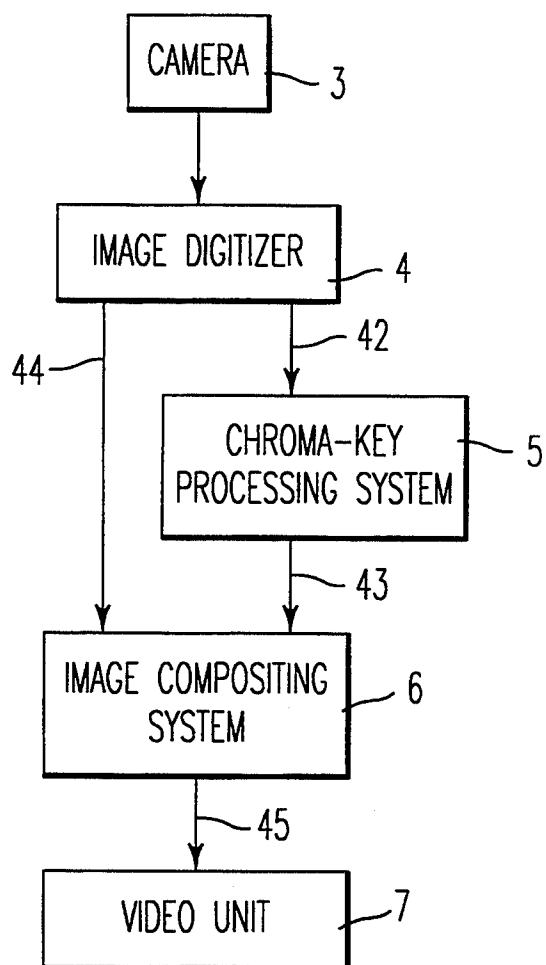 CAMERA
3
IMAGE DIGITIZER
4
44
42
CHROMA-KEY
PROCESSING SYSTEM
5
43
IMAGE COMPOSITING
SYSTEM
6
45
VIDEO UNIT
7